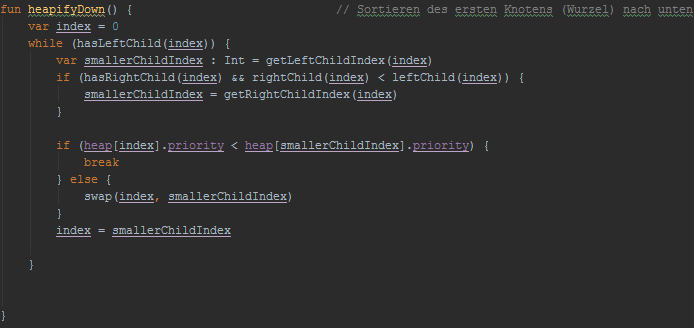 fun heapifyDown() { // Sortieren des ersten Knotens (Wurzel) nach unten
var index = 0
while (hasLeftChild(index)) {
var smallerChildIndex : Int = getLeftChildIndex(index)
if (hasRightChild(index) && rightChild(index) < leftChild(index)) {
smallerChildIndex = getRightChildIndex(index)
}
if (heap[index].priority < heap[smallerChildIndex].priority) {
break
} else {
swap(index, smallerChildIndex)
}
index = smallerChildIndex
}
}